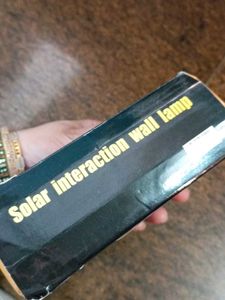 Solar interaction wall lamp